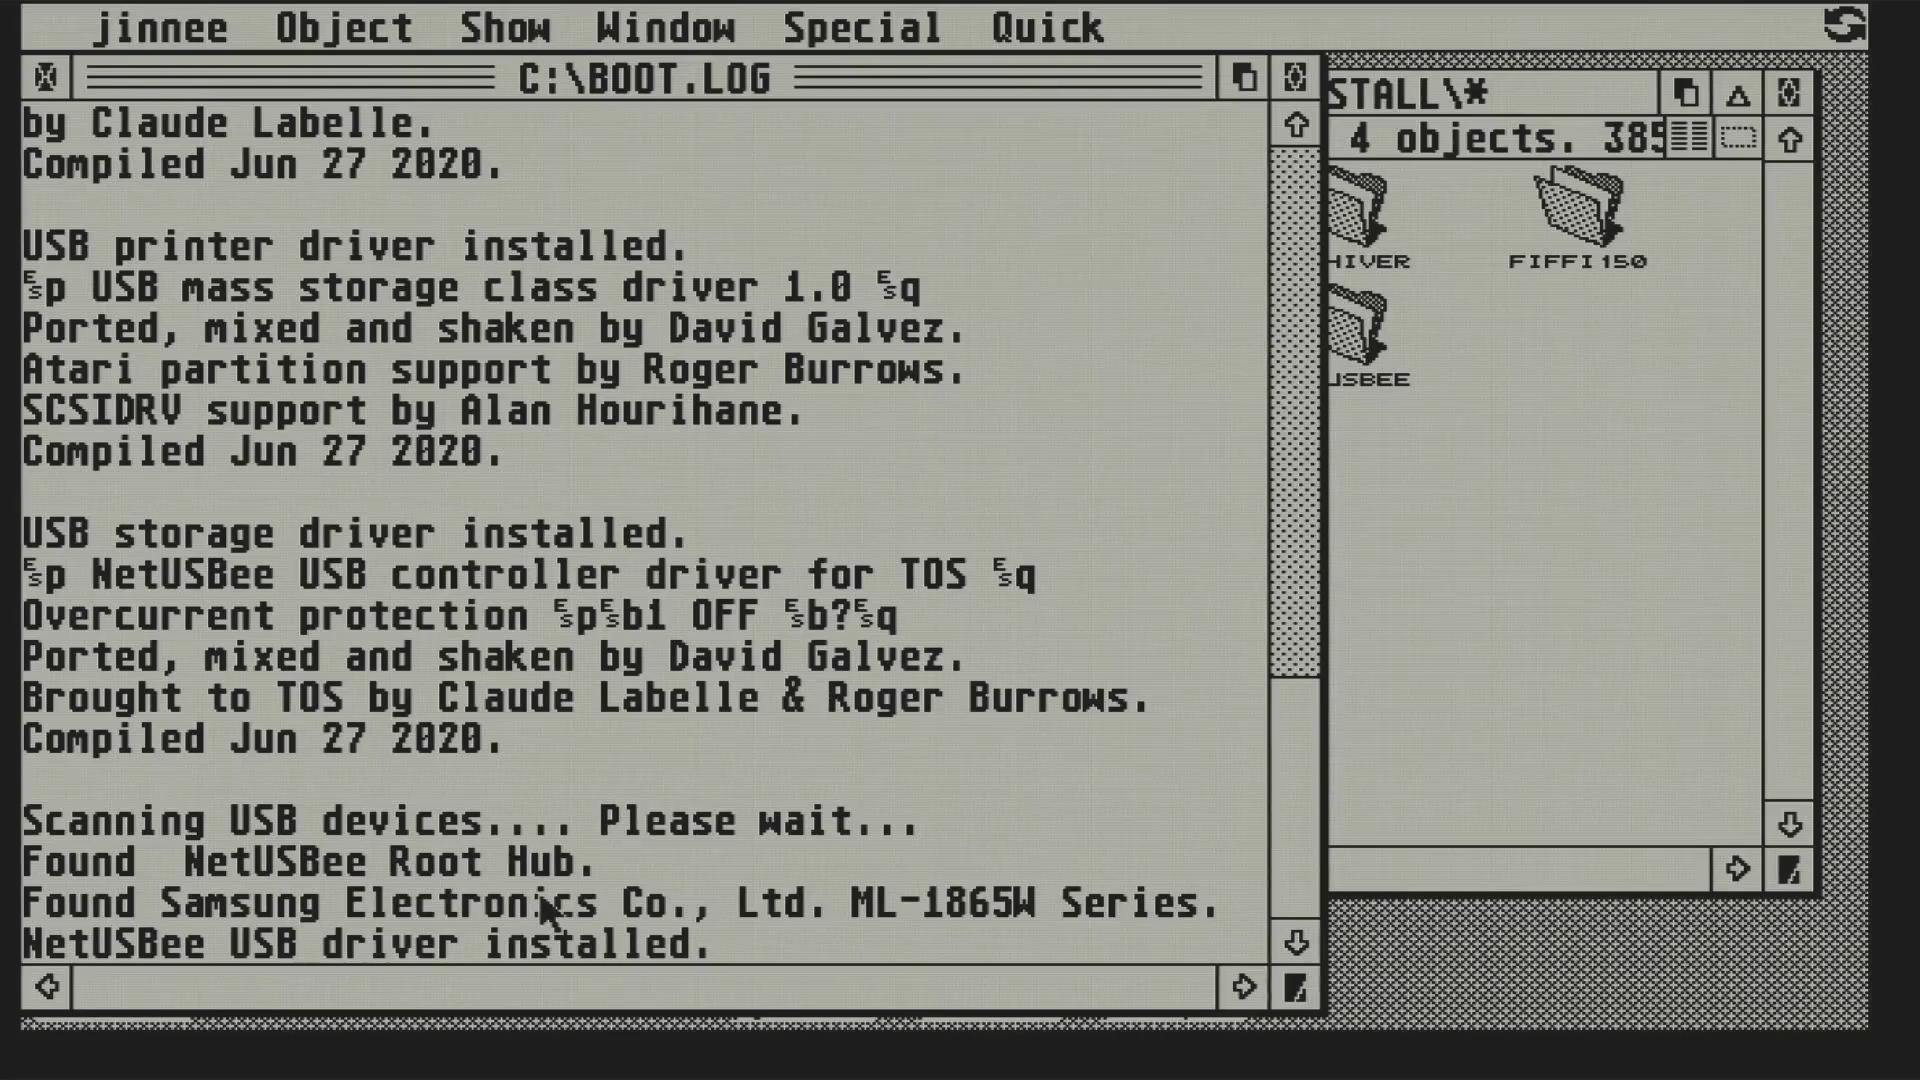 jinnee Object Show Window Special Quick
C:\BOOT.LOG
by Claude Labelle.
Compiled Jun 27 2020.
USB printer driver installed.
p USB mass storage class driver 1.0 q
Ported, mixed and shaken by David Galvez.
Atari partition support by Roger Burrows.
SCSIDRV support by Alan Hourihane.
Compiled Jun 27 2020.
USB storage driver installed.
p NetUSBee USB controller driver for TOS q
Overcurrent protection pb1 OFF b?q
Ported, mixed and shaken by David Galvez.
Brought to TOS by Claude Labelle & Roger Burrows.
Compiled Jun 27 2020.
Scanning USB devices.... Please wait...
Found  NetUSBee Root Hub.
Found Samsung Electronics Co., Ltd. ML-1865W Series.
NetUSBee USB driver installed.
STALL\*
4 objects. 385
HIVER
FIFFI150
USBEE